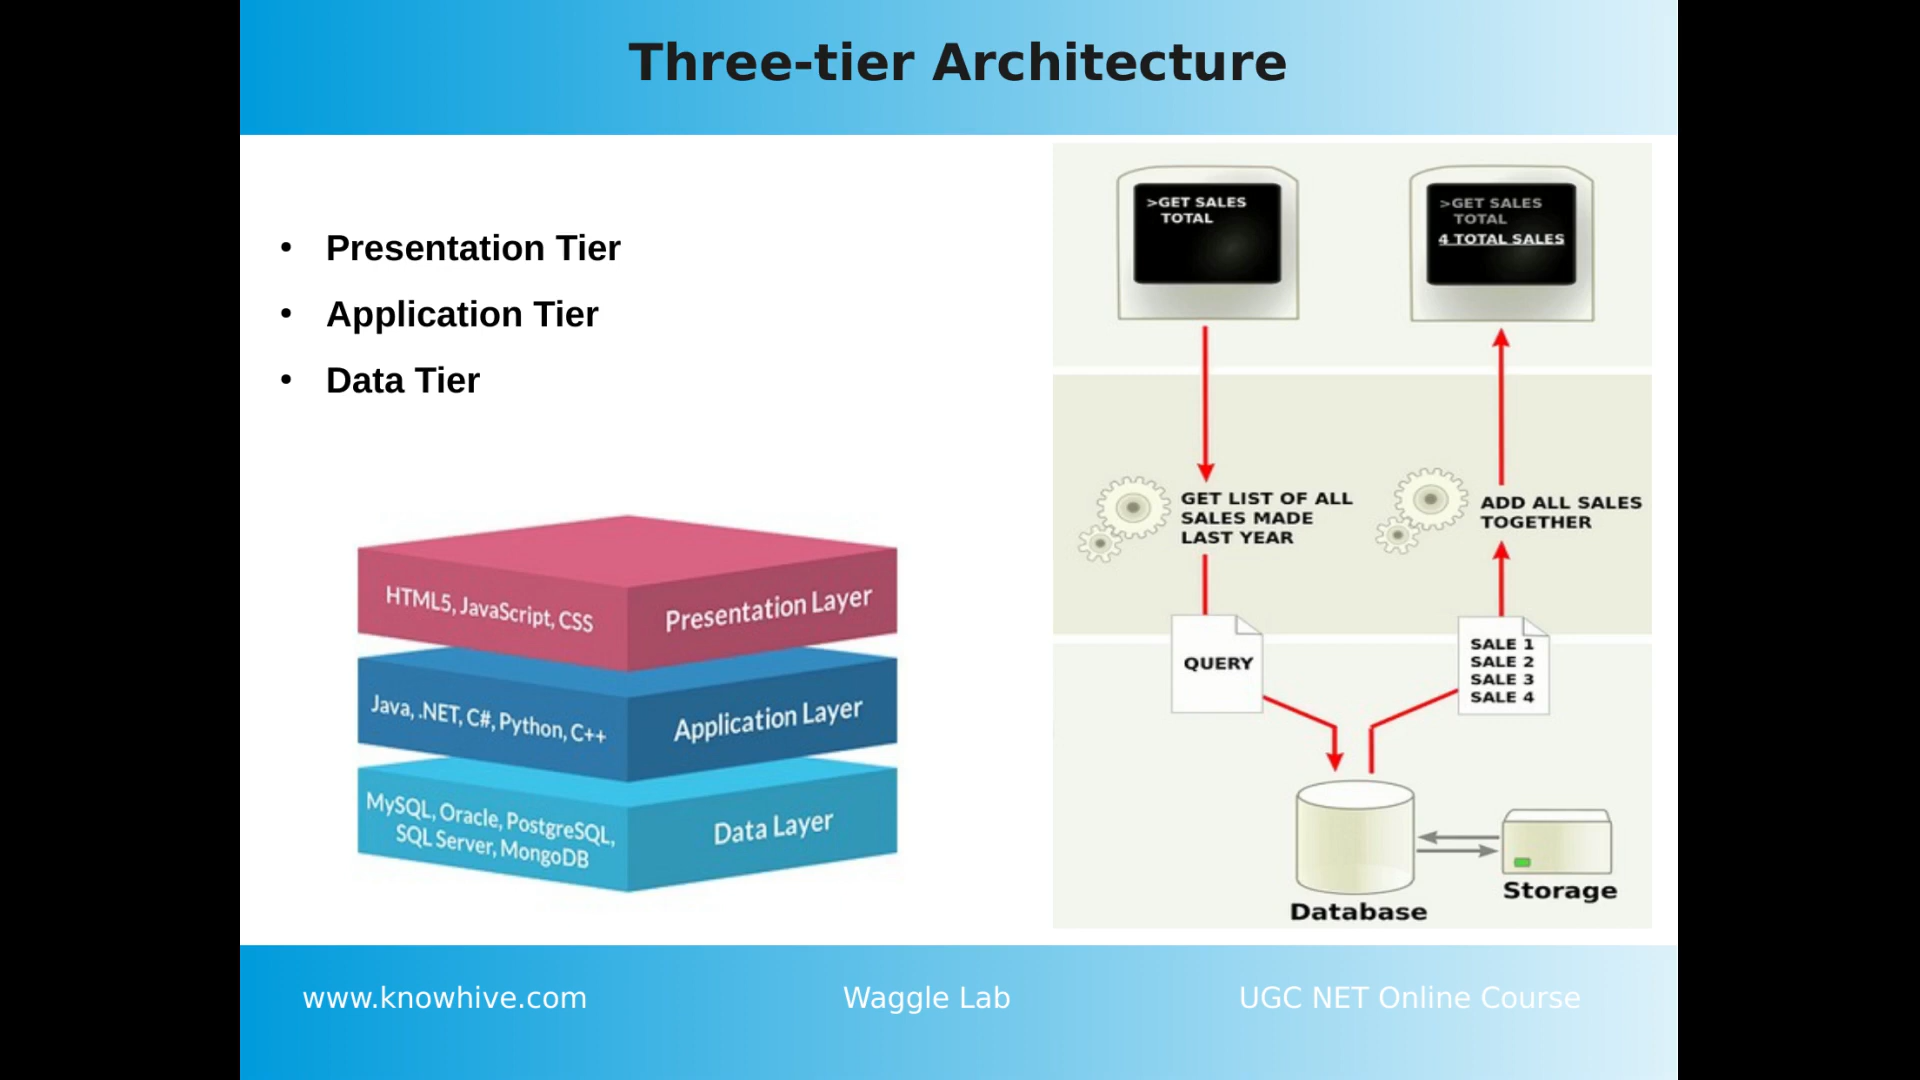 Three-tier Architecture
• Presentation Tier
• Application Tier
• Data Tier
HTML5, JavaScript, CSS
Presentation Layer
Java, .NET, C#, Python, C++
Application Layer
MySQL, Oracle, PostgreSQL,
SQL Server, MongoDB
Data Layer
>GET SALES
TOTAL
>GET SALES
TOTAL
4 TOTAL SALES
GET LIST OF ALL
SALES MADE
LAST YEAR
ADD ALL SALES
TOGETHER
QUERY
SALE 1
SALE 2
SALE 3
SALE 4
Database
Storage
www.knowhive.com
Waggle Lab
UGC NET Online Course